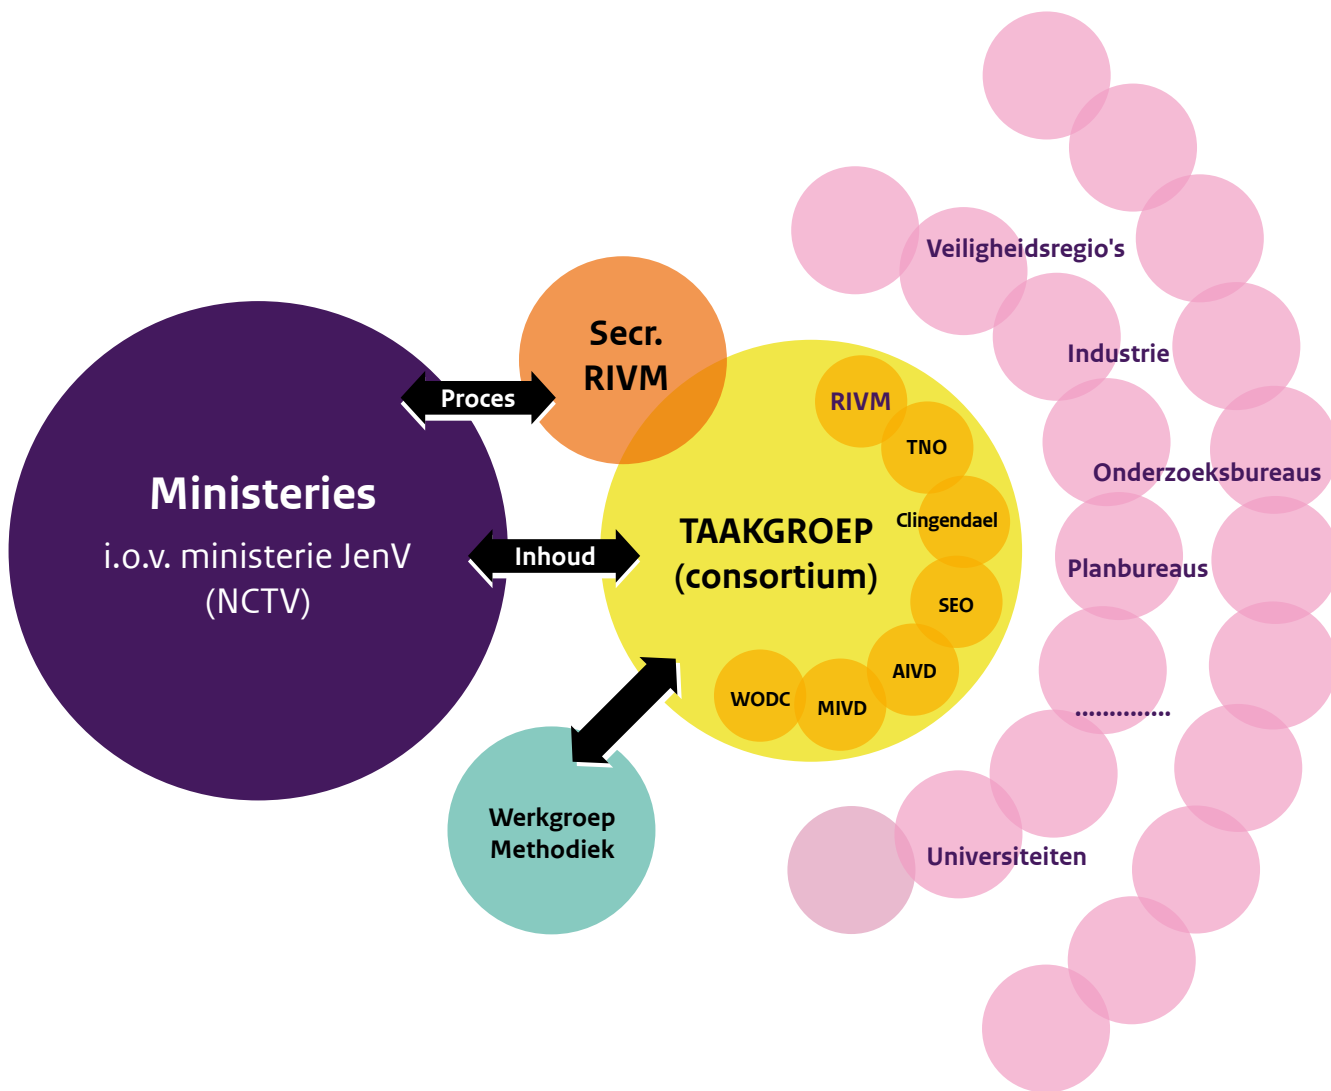 Ministeries
i.o.v. ministerie JenV
(NCTV)
Proces
Inhoud
Secr.
RIVM
TAAKGROEP
(consortium)
RIVM
TNO
Clingendael
SEO
AIVD
MIVD
WODC
Werkgroep
Methodiek
Veiligheidsregio's
Industrie
Onderzoeksbureaus
Planbureaus
..............
Universiteiten